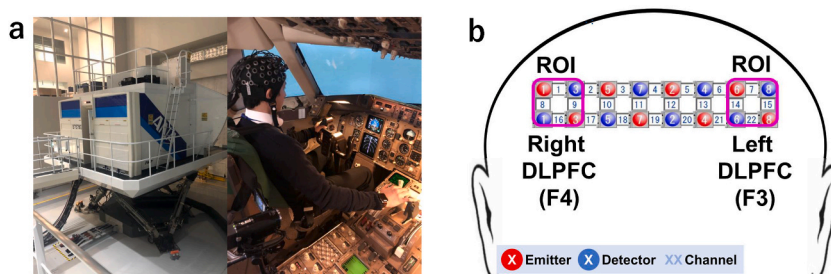 a
ANA
b
ROI ROI
1 1 3 2 5 3 7 4 2 5 4 6 6 7 8
8 9 10 11 12 13 14 15
1 16 3 17 5 18 7 19 2 20 4 21 6 22 8
Right Left
DLPFC DLPFC
(F4) (F3)
X Emitter X Detector XX Channel